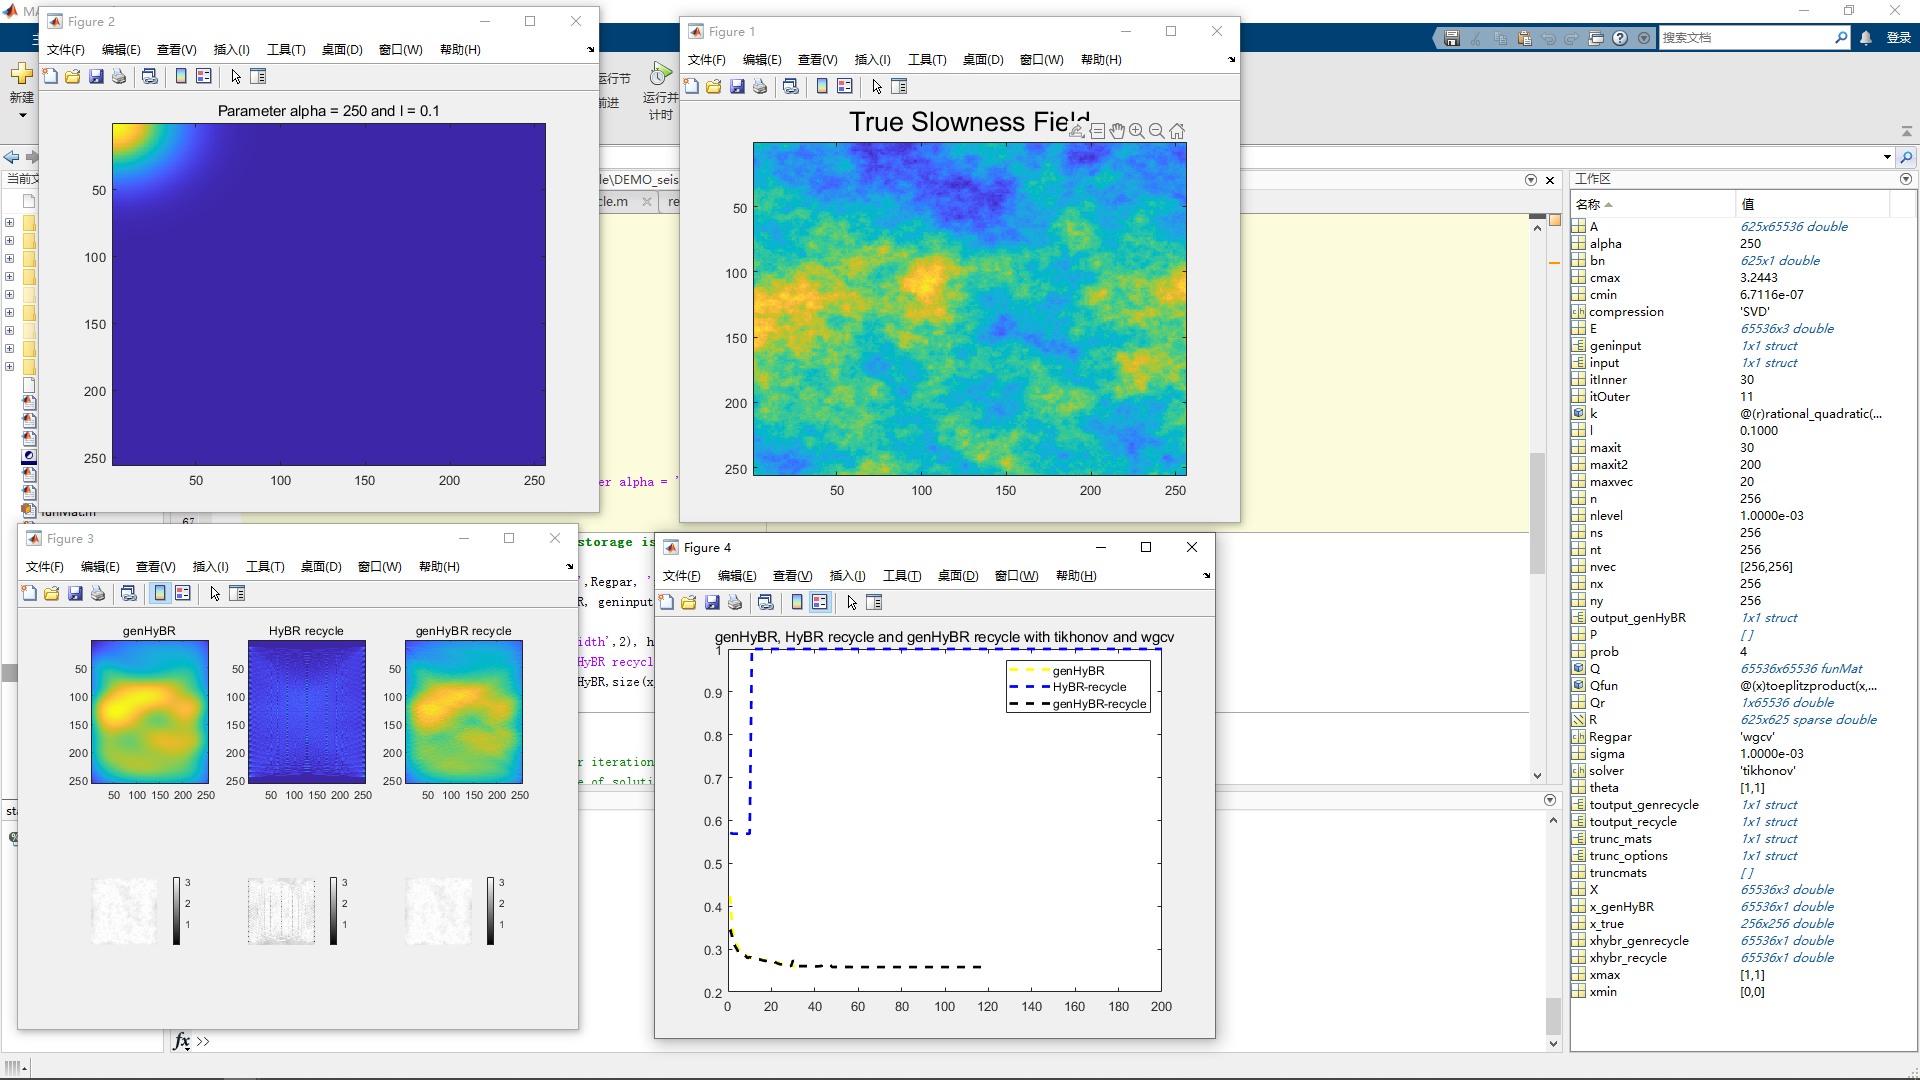 MA
Figure 2
文件(F) 编辑(E) 查看(V) 插入(I) 工具(T) 桌面(D) 窗口(W) 帮助(H)
Parameter alpha = 250 and l = 0.1
50
100
150
200
250
50 100 150 200 250
Figure 1
文件(F) 编辑(E) 查看(V) 插入(I) 工具(T) 桌面(D) 窗口(W) 帮助(H)
True Slowness Field
50
100
150
200
250
50 100 150 200 250
搜索文档
登录
新建
运行节
前进
运行并
计时
当前文
le\DEMO_seis
cle.m
re
er alpha = '
funMat.m
67
storage is
',Regpar, '
R, geninput
idth',2), h
HyBR recycl
HyBR,size(x
r iteration
e of soluti
Figure 3
文件(F) 编辑(E) 查看(V) 插入(I) 工具(T) 桌面(D) 窗口(W) 帮助(H)
genHyBR HyBR recycle genHyBR recycle
50 50 50
100 100 100
150 150 150
200 200 200
250 250 250
50 100 150 200 250 50 100 150 200 250 50 100 150 200 250
3 3 3
2 2 2
1 1 1
Figure 4
文件(F) 编辑(E) 查看(V) 插入(I) 工具(T) 桌面(D) 窗口(W) 帮助(H)
genHyBR, HyBR recycle and genHyBR recycle with tikhonov and wgcv
genHyBR
HyBR-recycle
genHyBR-recycle
1
0.9
0.8
0.7
0.6
0.5
0.4
0.3
0.2
0 20 40 60 80 100 120 140 160 180 200
fx >>
工作区
名称 值
A 625x65536 double
alpha 250
bn 625x1 double
cmax 3.2443
cmin 6.7116e-07
compression 'SVD'
E 65536x3 double
geninput 1x1 struct
input 1x1 struct
itInner 30
itOuter 11
k @(r)rational_quadratic(...
l 0.1000
maxit 30
maxit2 200
maxvec 20
n 256
nlevel 1.0000e-03
ns 256
nt 256
nvec [256,256]
nx 256
ny 256
output_genHyBR 1x1 struct
P [ ]
prob 4
Q 65536x65536 funMat
Qfun @(x)toeplitzproduct(x,...
Qr 1x65536 double
R 625x625 sparse double
Regpar 'wgcv'
sigma 1.0000e-03
solver 'tikhonov'
theta [1,1]
toutput_genrecycle 1x1 struct
toutput_recycle 1x1 struct
trunc_mats 1x1 struct
trunc_options 1x1 struct
truncmats [ ]
X 65536x3 double
x_genHyBR 65536x1 double
x_true 256x256 double
xhybr_genrecycle 65536x1 double
xhybr_recycle 65536x1 double
xmax [1,1]
xmin [0,0]